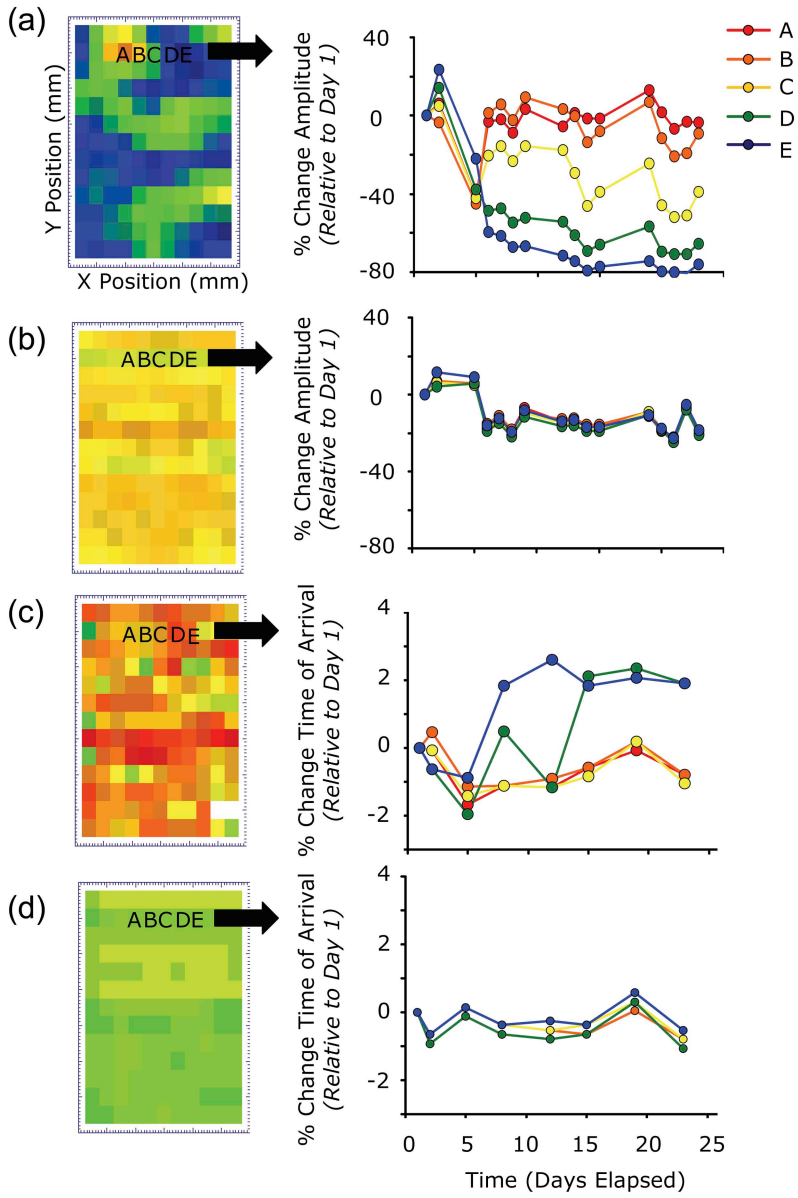 (a)
ABCDE
Y Position (mm)
X Position (mm)
% Change Amplitude
(Relative to Day 1)
40
0
-40
-80
A
B
C
D
E
(b)
ABCDE
% Change Amplitude
(Relative to Day 1)
40
0
-40
-80
(c)
ABCDE
% Change Time of Arrival
(Relative to Day 1)
4
2
0
-2
(d)
ABCDE
% Change Time of Arrival
(Relative to Day 1)
4
2
0
-2
0 5 10 15 20 25
Time (Days Elapsed)